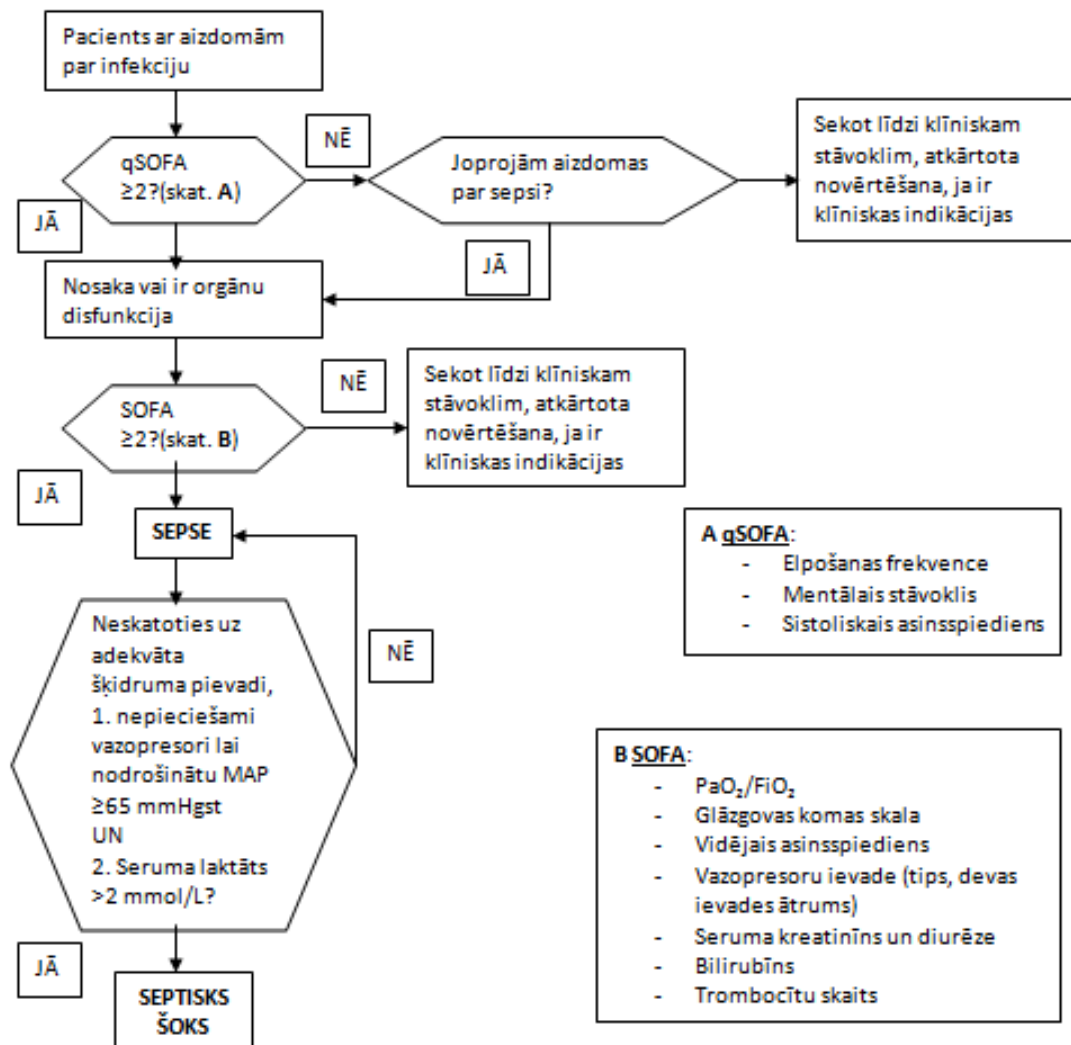 Pacients ar aizdomām
par infekciju
NĒ
qSOFA
≥2?(skat. A)
Joprojām aizdomas
par sepsi?
Sekot līdzi klīniskam
stāvoklim, atkārtota
novērtēšana, ja ir
klīniskas indikācijas
JĀ
JĀ
Nosaka vai ir orgānu
disfunkcija
NĒ
SOFA
≥2?(skat. B)
Sekot līdzi klīniskam
stāvoklim, atkārtota
novērtēšana, ja ir
klīniskas indikācijas
JĀ
SEPSE
Neskatoties uz
adekvāta
šķidruma pievadi,
1. nepieciešami
vazopresori lai
nodrošinātu MAP
≥65 mmHgst
UN
2. Seruma laktāts
>2 mmol/L?
NĒ
JĀ
SEPTISKS
ŠOKS
A qSOFA:
- Elpošanas frekvence
- Mentālais stāvoklis
- Sistoliskais asinsspiediens
B SOFA:
- PaO₂/FiO₂
- Glāzgovas komas skala
- Vidējais asinsspiediens
- Vazopresoru ievade (tips, devas
ievades ātrums)
- Seruma kreatinīns un diurēze
- Bilirubīns
- Trombocītu skaits